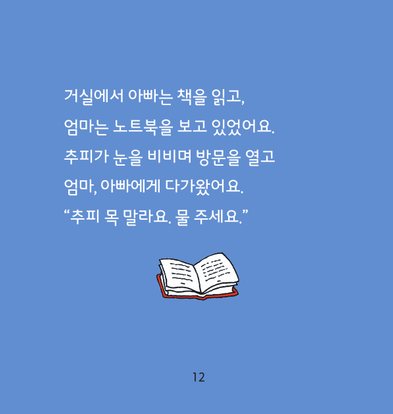 거실에서 아빠는 책을 읽고,
엄마는 노트북을 보고 있었어요.
추피가 눈을 비비며 방문을 열고
엄마, 아빠에게 다가왔어요.
“추피 목 말라요. 물 주세요.”
12